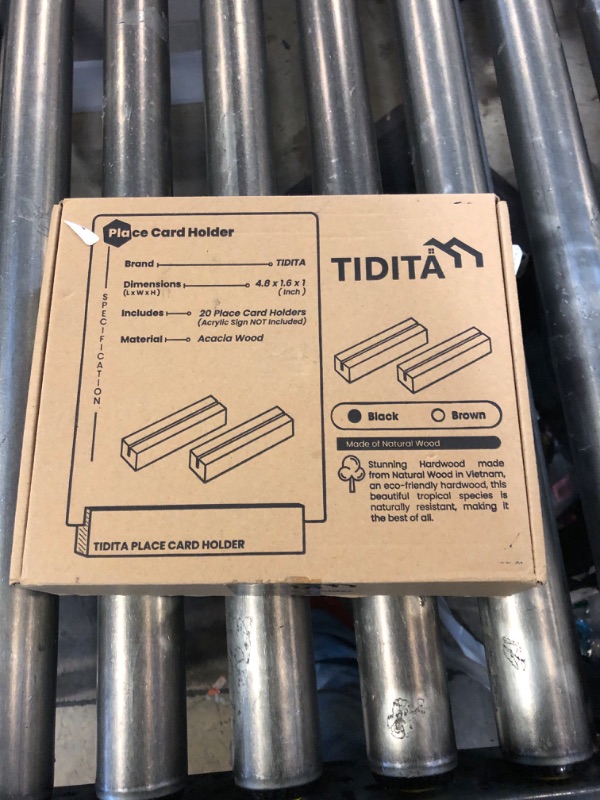 Place Card Holder
Brand TIDITA
Dimensions 4.8 x 1.6 x 1
(L x W x H) (Inch)
Includes 20 Place Card Holders
(Acrylic Sign NOT Included)
Material Acacia Wood
SPECIFICATION
TIDITA PLACE CARD HOLDER
TIDITA
Black Brown
Made of Natural Wood
Stunning Hardwood made
from Natural Wood in Vietnam,
an eco-friendly hardwood, this
beautiful tropical species is
naturally resistant, making it
the best of all.